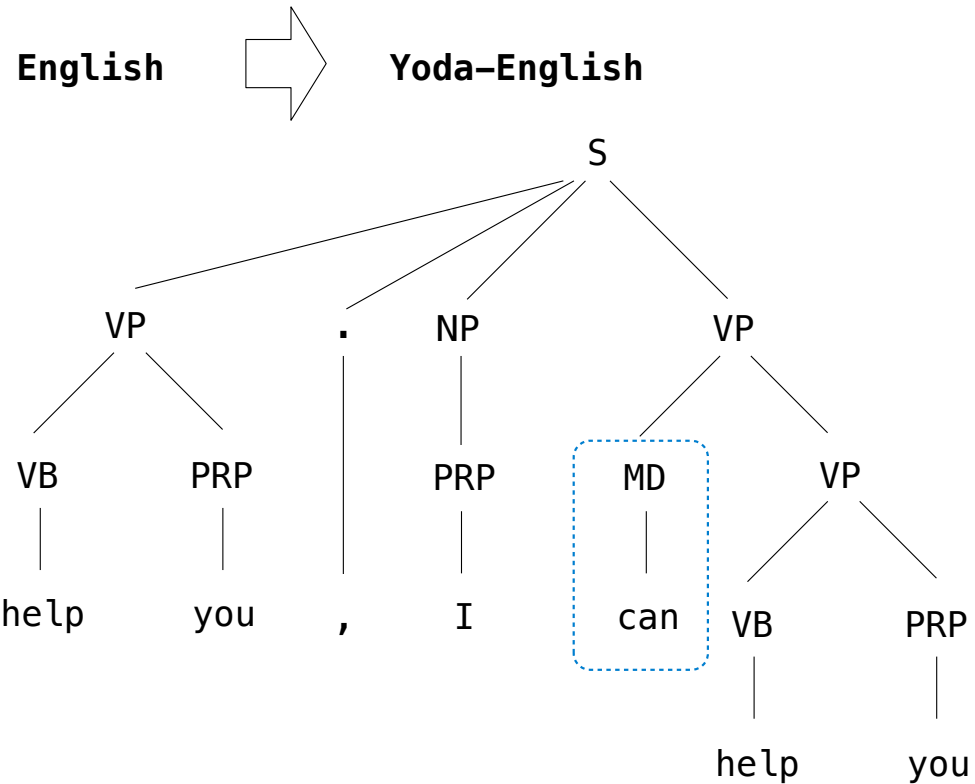 English Yoda–English
S
VP . NP VP
VB PRP PRP MD VP
help you , I can VB PRP
help you